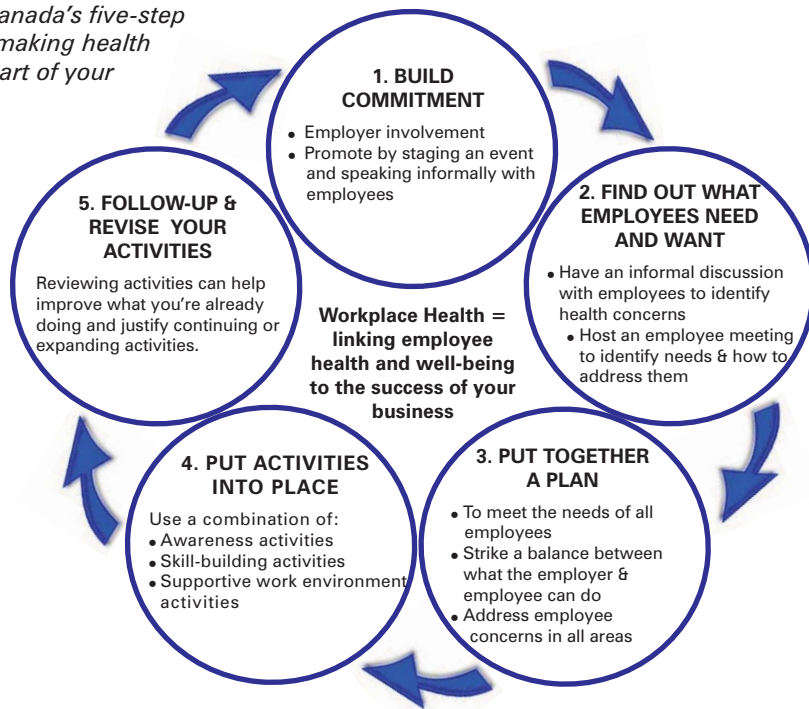 anada's five-step
making health
art of your
1. BUILD
COMMITMENT
• Employer involvement
• Promote by staging an event
and speaking informally with
employees
2. FIND OUT WHAT
EMPLOYEES NEED
AND WANT
• Have an informal discussion
with employees to identify
health concerns
• Host an employee meeting
to identify needs & how to
address them
3. PUT TOGETHER
A PLAN
• To meet the needs of all
employees
• Strike a balance between
what the employer &
employee can do
• Address employee
concerns in all areas
4. PUT ACTIVITIES
INTO PLACE
Use a combination of:
• Awareness activities
• Skill-building activities
• Supportive work environment
activities
5. FOLLOW-UP &
REVISE YOUR
ACTIVITIES
Reviewing activities can help
improve what you're already
doing and justify continuing or
expanding activities.
Workplace Health =
linking employee
health and well-being
to the success of your
business